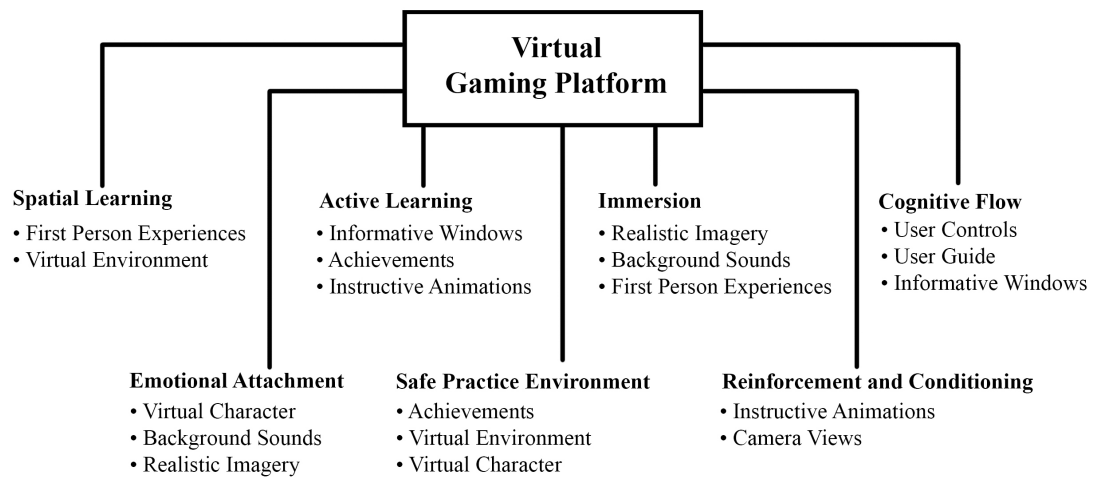 Virtual
Gaming Platform
Spatial Learning
• First Person Experiences
• Virtual Environment
Active Learning
• Informative Windows
• Achievements
• Instructive Animations
Immersion
• Realistic Imagery
• Background Sounds
• First Person Experiences
Cognitive Flow
• User Controls
• User Guide
• Informative Windows
Emotional Attachment
• Virtual Character
• Background Sounds
• Realistic Imagery
Safe Practice Environment
• Achievements
• Virtual Environment
• Virtual Character
Reinforcement and Conditioning
• Instructive Animations
• Camera Views